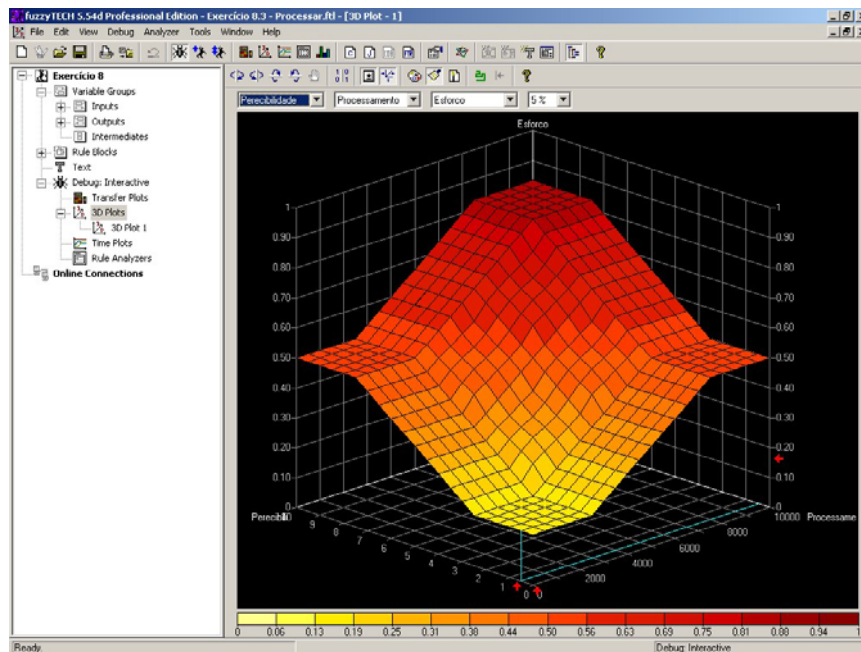 fuzzyTECH 5.54d Professional Edition - Exercício 8.3 - Processar.ftl - [3D Plot - 1]
File Edit View Debug Analyzer Tools Window Help
Exercício 8
Variable Groups
Inputs
Outputs
Intermediates
Rule Blocks
Text
Debug: Interactive
Transfer Plots
3D Plots
3D Plot 1
Time Plots
Rule Analyzers
Online Connections
Perecibilidade Processamento Esforco 5 %
Esforco
1 1
0.90 0.90
0.80 0.80
0.70 0.70
0.60 0.60
0.50 0.50
0.40 0.40
0.30 0.30
0.20 0.20
0.10 0.10
0 0
10000 Processame
9 8 7 6 5 4 3 2 1 0
0 2000 4000 6000 8000
0 0.06 0.13 0.19 0.25 0.31 0.38 0.44 0.50 0.56 0.63 0.69 0.75 0.81 0.88 0.94 1
Ready. Debug: Interactive